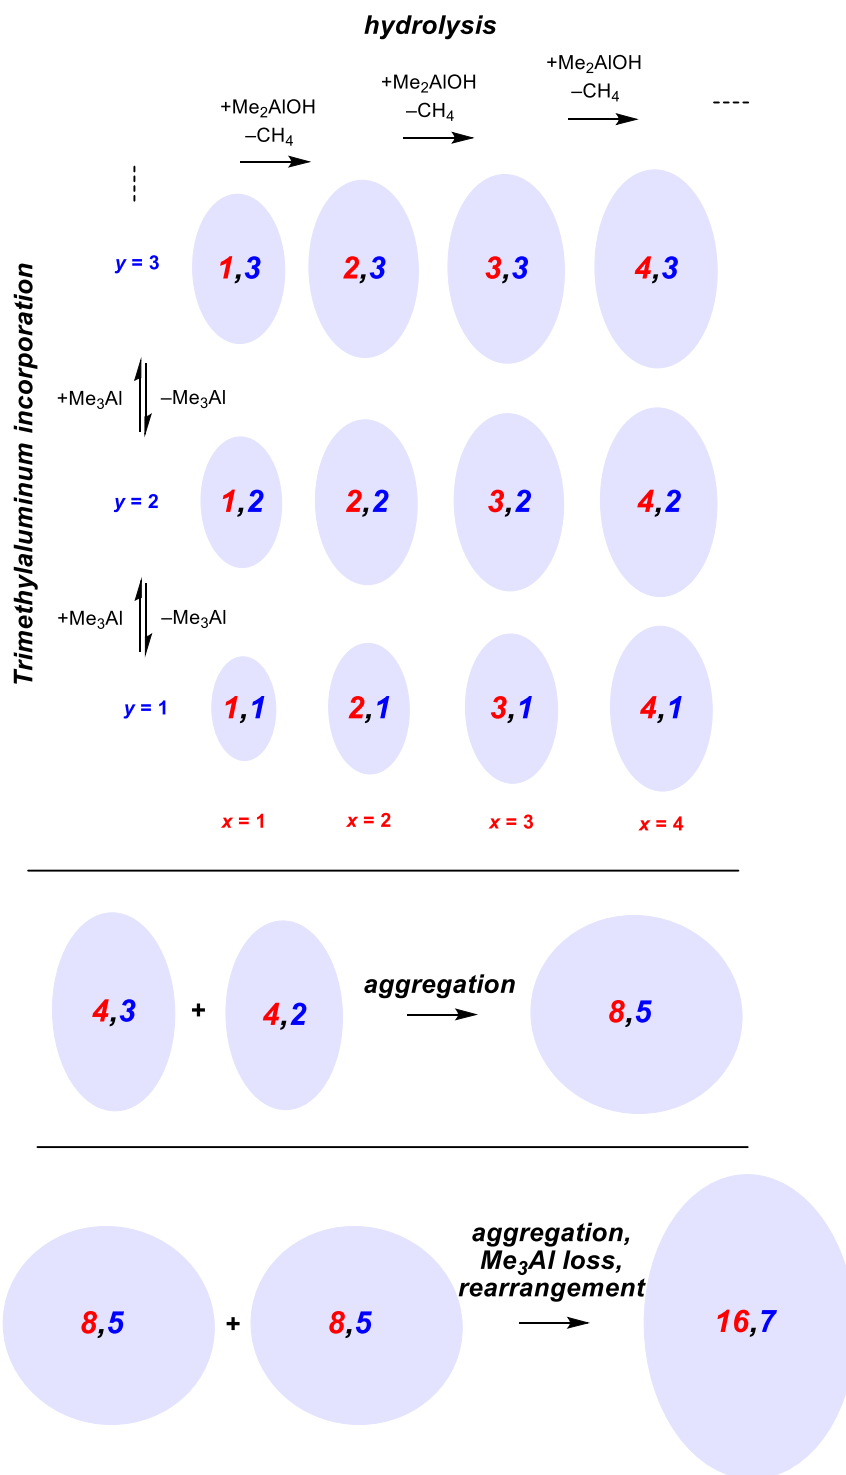 hydrolysis
+Me₂AlOH
–CH₄
+Me₂AlOH
–CH₄
+Me₂AlOH
–CH₄
Trimethylaluminum incorporation
y = 3
1,3
2,3
3,3
4,3
+Me₃Al
–Me₃Al
y = 2
1,2
2,2
3,2
4,2
+Me₃Al
–Me₃Al
y = 1
1,1
2,1
3,1
4,1
x = 1
x = 2
x = 3
x = 4
4,3
+
4,2
aggregation
8,5
8,5
+
8,5
aggregation,
Me₃Al loss,
rearrangement
16,7